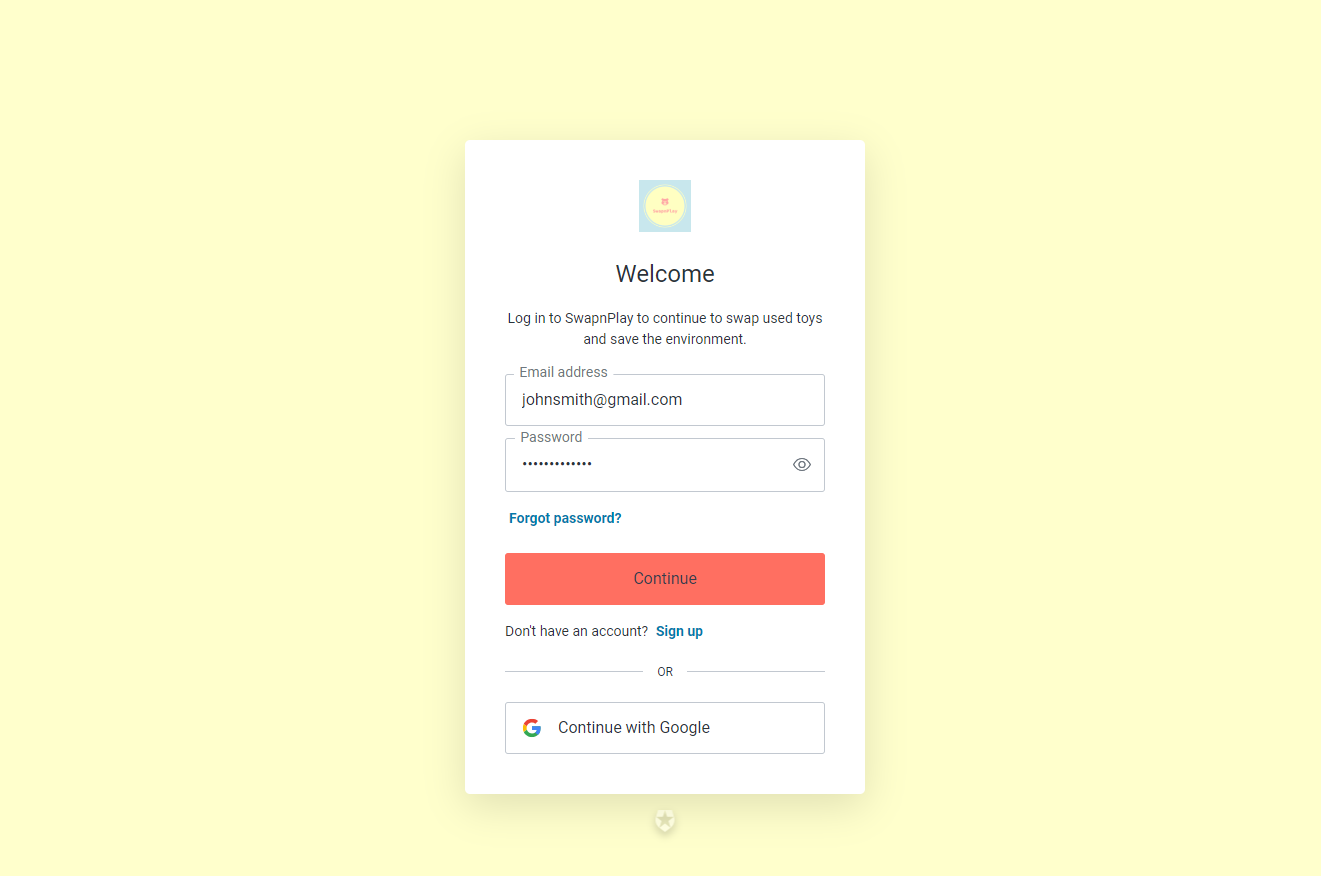 SwapnPlay
Welcome
Log in to SwapnPlay to continue to swap used toys
and save the environment.
Email address
johnsmith@gmail.com
Password
•••••••••••••
Forgot password?
Continue
Don't have an account? Sign up
OR
Continue with Google